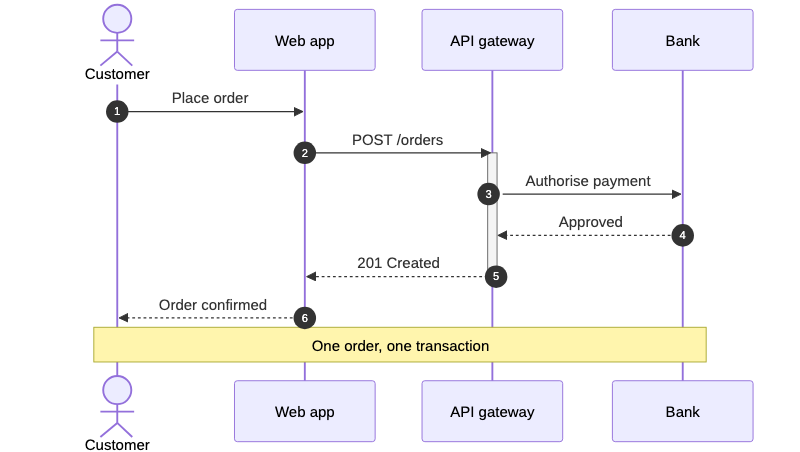 Customer
Web app
API gateway
Bank
1
Place order
2
POST /orders
3
Authorise payment
Approved
4
201 Created
5
Order confirmed
6
One order, one transaction
Customer
Web app
API gateway
Bank